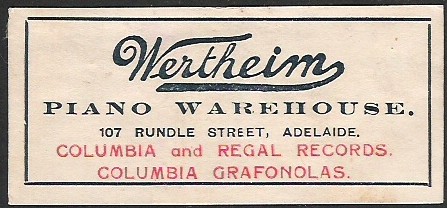 Wertheim
PIANO WAREHOUSE.
107 RUNDLE STREET, ADELAIDE.
COLUMBIA and REGAL RECORDS.
COLUMBIA GRAFONOLAS.